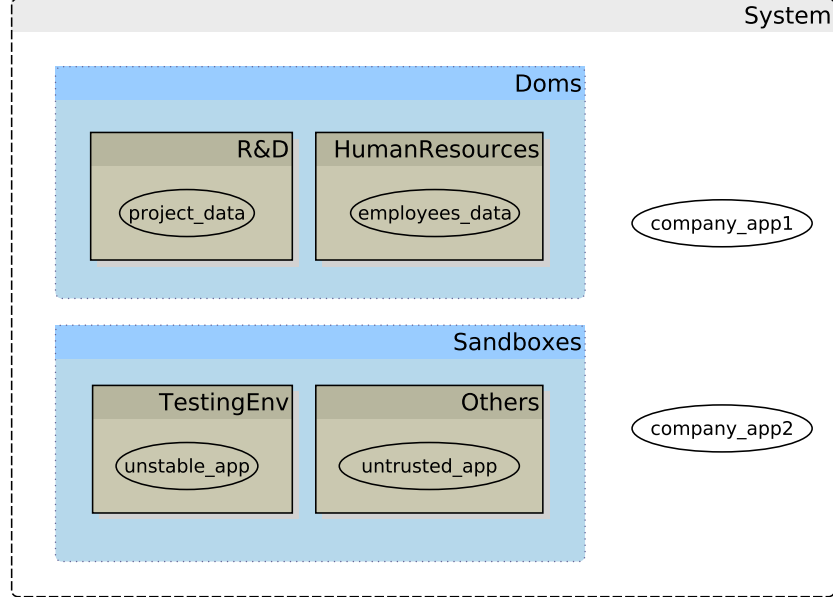 System
Doms
R&D
HumanResources
project_data
employees_data
company_app1
Sandboxes
TestingEnv
Others
unstable_app
untrusted_app
company_app2